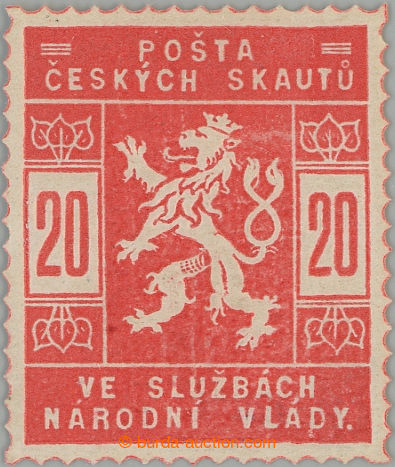 POŠTA
ČESKÝCH SKAUTŮ
20 20
VE SLUŽBÁCH
NÁRODNÍ VLÁDY.
© burda-auction.com